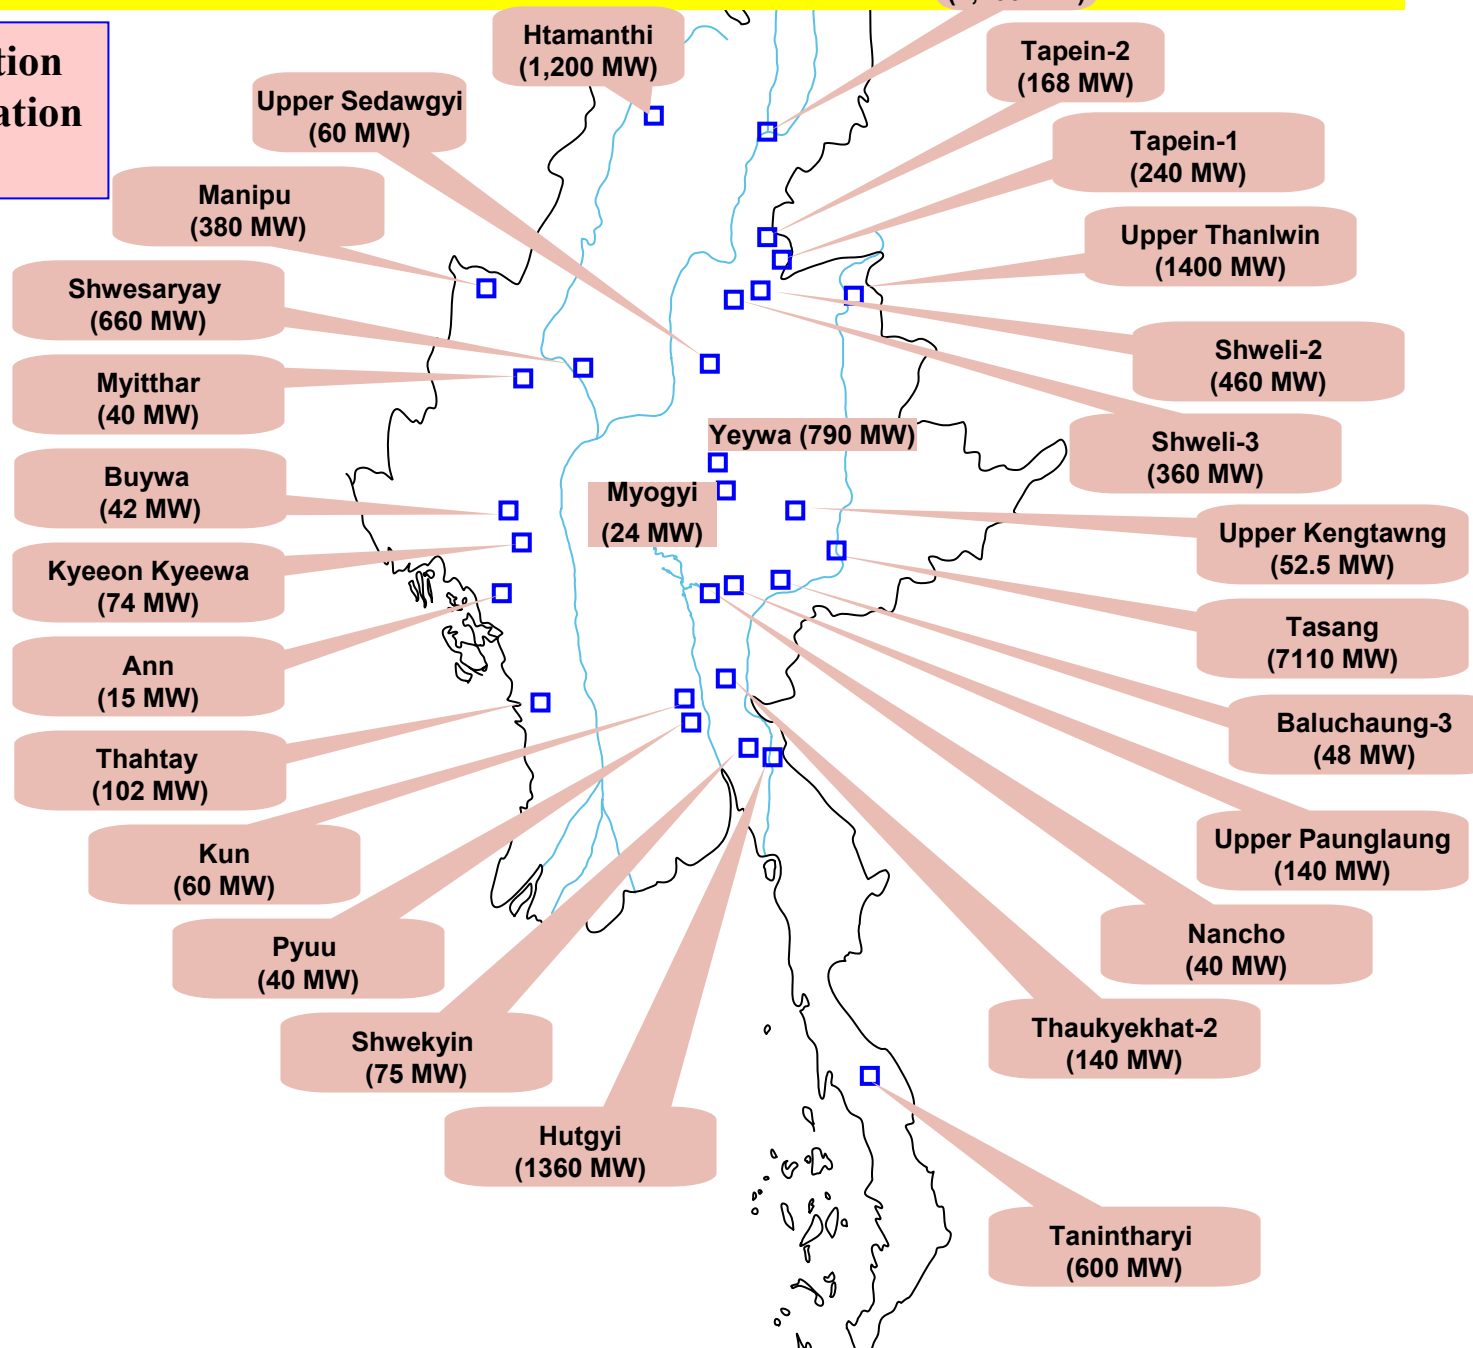 Htamanthi
(1,200 MW)
Tapein-2
(168 MW)
Upper Sedawgyi
(60 MW)
Tapein-1
(240 MW)
Manipu
(380 MW)
Upper Thanlwin
(1400 MW)
Shwesaryay
(660 MW)
Shweli-2
(460 MW)
Myitthar
(40 MW)
Yeywa (790 MW)
Shweli-3
(360 MW)
Buywa
(42 MW)
Myogyi
(24 MW)
Upper Kengtawng
(52.5 MW)
Kyeeon Kyeewa
(74 MW)
Tasang
(7110 MW)
Ann
(15 MW)
Baluchaung-3
(48 MW)
Thahtay
(102 MW)
Upper Paunglaung
(140 MW)
Kun
(60 MW)
Nancho
(40 MW)
Pyuu
(40 MW)
Thaukyekhat-2
(140 MW)
Shwekyin
(75 MW)
Hutgyi
(1360 MW)
Tanintharyi
(600 MW)